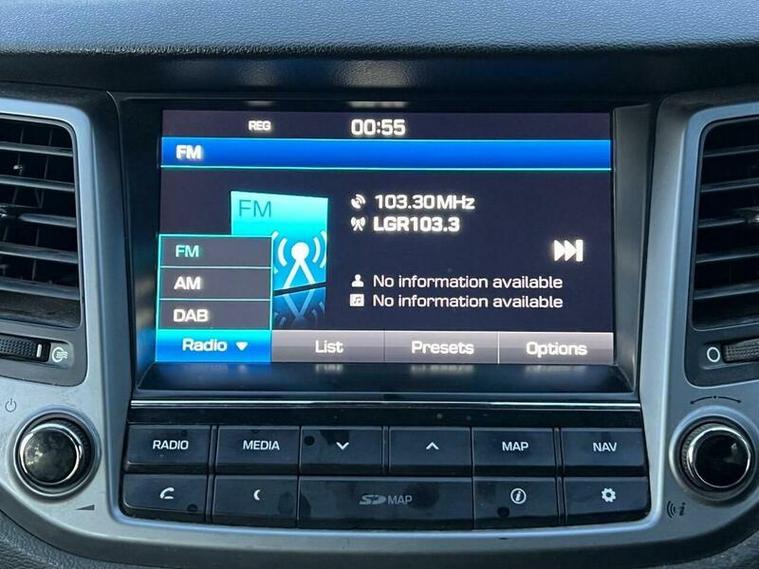 REG 00:55
FM
FM
103.30MHz
LGR103.3
FM
AM
DAB
No information available
No information available
Radio List Presets Options
RADIO MEDIA MAP NAV
SD MAP